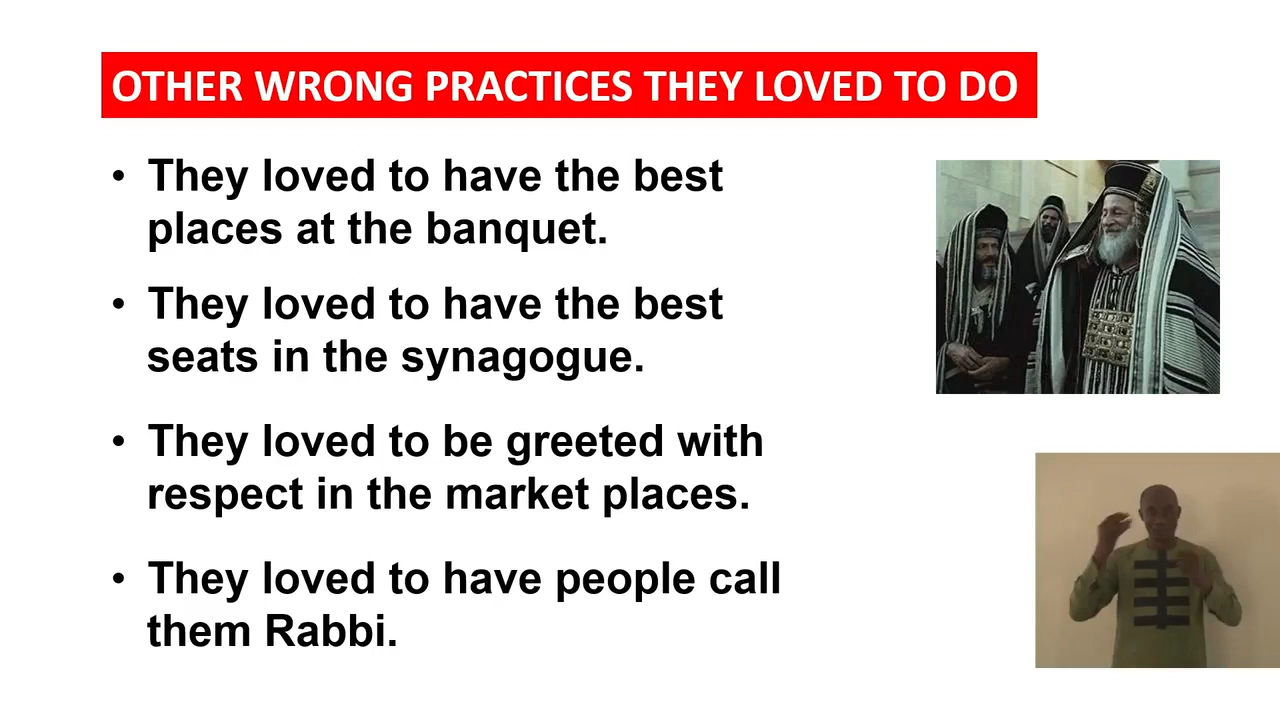 OTHER WRONG PRACTICES THEY LOVED TO DO
• They loved to have the best
places at the banquet.
• They loved to have the best
seats in the synagogue.
• They loved to be greeted with
respect in the market places.
• They loved to have people call
them Rabbi.